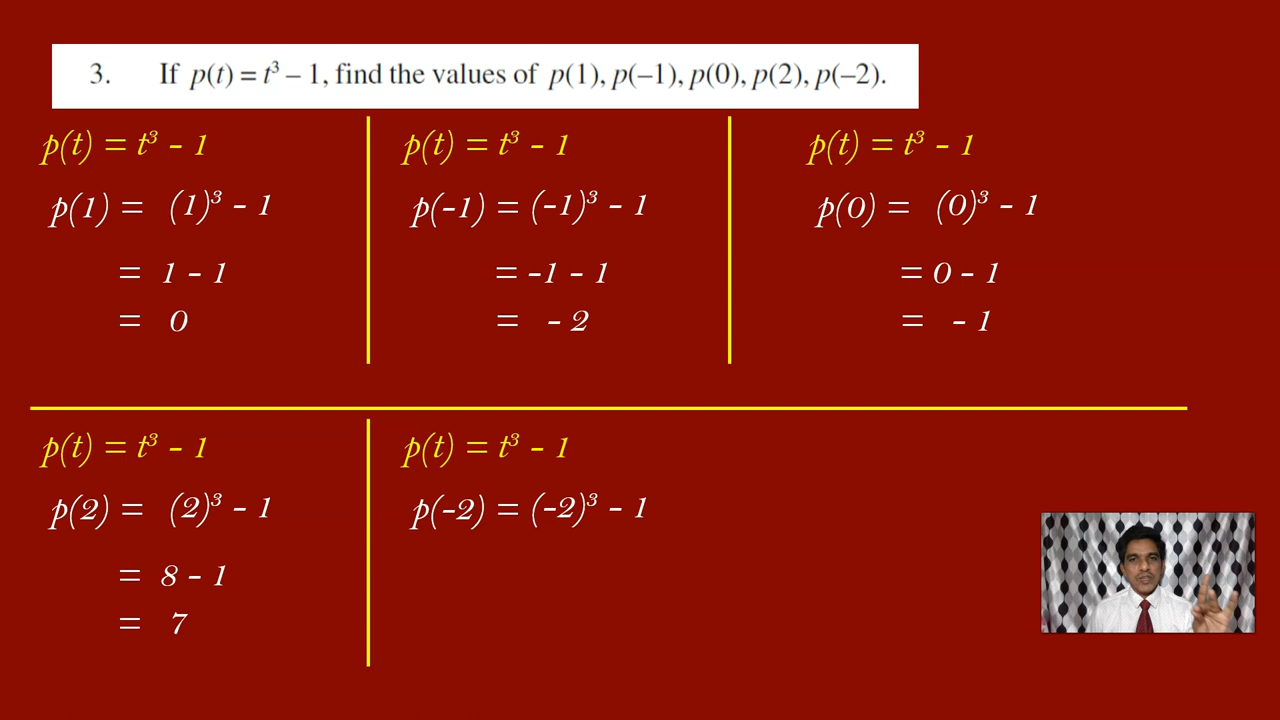 3. If p(t) = t³ – 1, find the values of p(1), p(–1), p(0), p(2), p(–2).
p(t) = t³ - 1
p(1) = (1)³ - 1
= 1 - 1
= 0
p(t) = t³ - 1
p(-1) = (-1)³ - 1
= -1 - 1
= - 2
p(t) = t³ - 1
p(0) = (0)³ - 1
= 0 - 1
= - 1
p(t) = t³ - 1
p(2) = (2)³ - 1
= 8 - 1
= 7
p(t) = t³ - 1
p(-2) = (-2)³ - 1